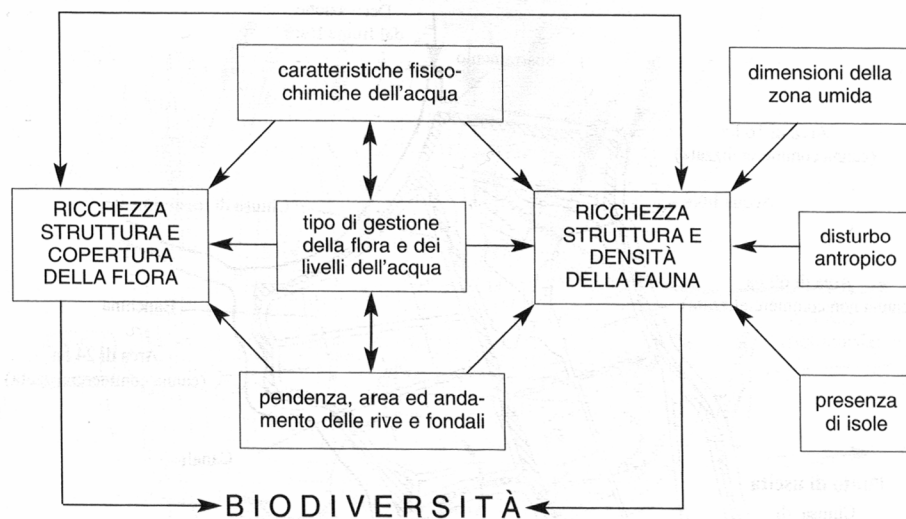 caratteristiche fisico-
chimiche dell'acqua
dimensioni della
zona umida
RICCHEZZA
STRUTTURA E
COPERTURA
DELLA FLORA
tipo di gestione
della flora e dei
livelli dell'acqua
RICCHEZZA
STRUTTURA E
DENSITÀ
DELLA FAUNA
disturbo
antropico
pendenza, area ed anda-
mento delle rive e fondali
presenza
di isole
BIODIVERSITÀ